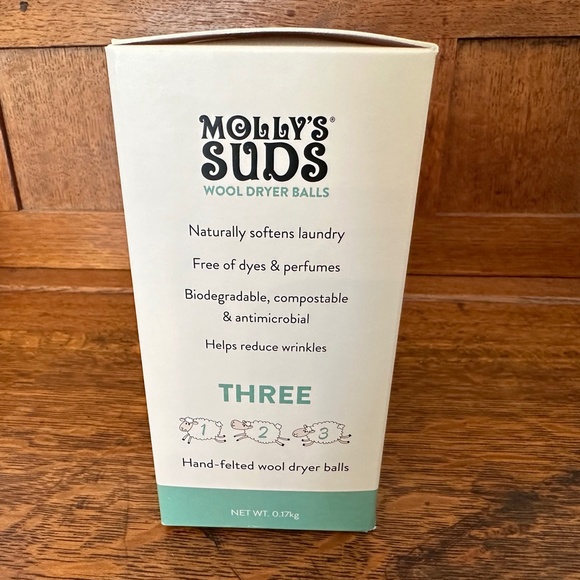 MOLLY'S®
SUDS
WOOL DRYER BALLS
Naturally softens laundry
Free of dyes & perfumes
Biodegradable, compostable
& antimicrobial
Helps reduce wrinkles
THREE
1 2 3
Hand-felted wool dryer balls
NET WT. 0.17kg